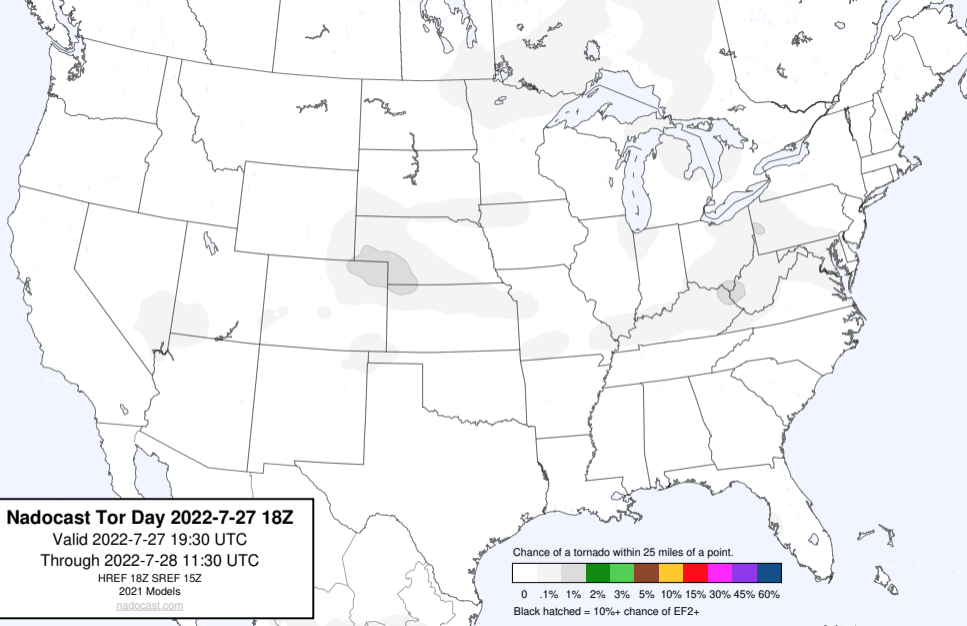 Nadocast Tor Day 2022-7-27 18Z
Valid 2022-7-27 19:30 UTC
Through 2022-7-28 11:30 UTC
HREF 18Z SREF 15Z
2021 Models
nadocast.com
Chance of a tornado within 25 miles of a point.
0 .1% 1% 2% 3% 5% 10% 15% 30% 45% 60%
Black hatched = 10%+ chance of EF2+